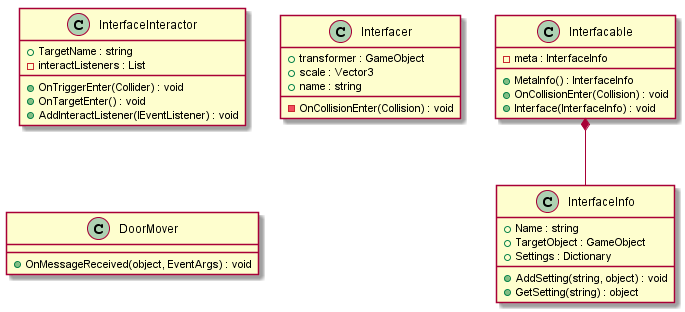 C InterfaceInteractor
TargetName : string
interactListeners : List
OnTriggerEnter(Collider) : void
OnTargetEnter() : void
AddInteractListener(IEventListener) : void
C Interfacer
transformer : GameObject
scale : Vector3
name : string
OnCollisionEnter(Collision) : void
C Interfacable
meta : InterfaceInfo
MetaInfo() : InterfaceInfo
OnCollisionEnter(Collision) : void
Interface(InterfaceInfo) : void
C DoorMover
OnMessageReceived(object, EventArgs) : void
C InterfaceInfo
Name : string
TargetObject : GameObject
Settings : Dictionary
AddSetting(string, object) : void
GetSetting(string) : object